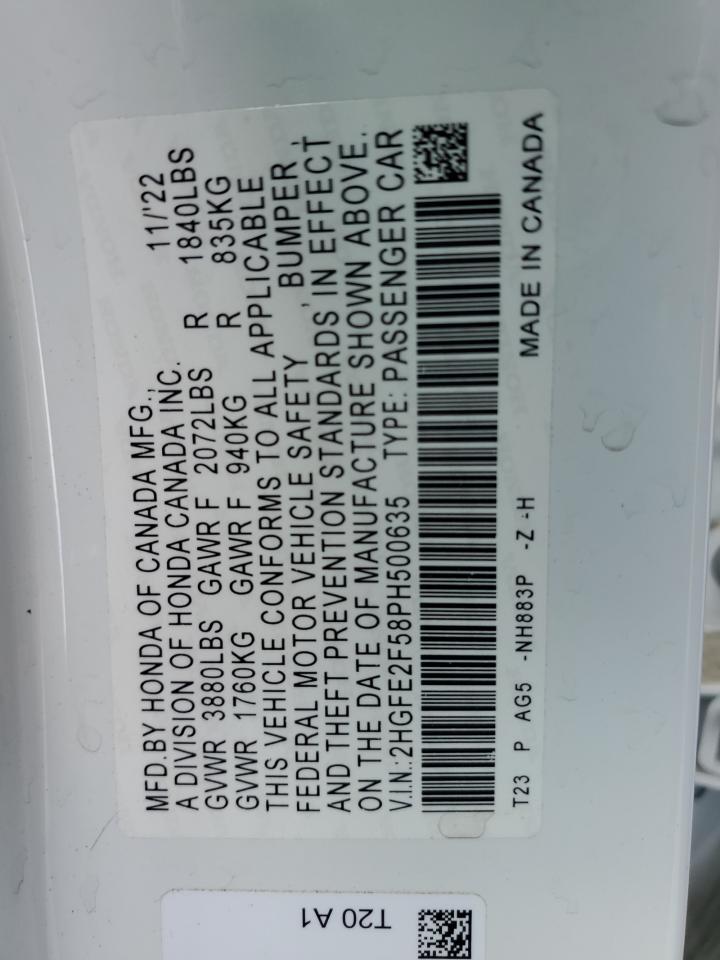 MFD.BY HONDA OF CANADA MFG., 11/'22
A DIVISION OF HONDA CANADA INC.
GVWR 3880LBS GAWR F 2072LBS R 1840LBS
GVWR 1760KG GAWR F 940KG R 835KG
THIS VEHICLE CONFORMS TO ALL APPLICABLE
FEDERAL MOTOR VEHICLE SAFETY , BUMPER ,
AND THEFT PREVENTION STANDARDS IN EFFECT
ON THE DATE OF MANUFACTURE SHOWN ABOVE.
V.I.N.:2HGFE2F58PH500635 TYPE: PASSENGER CAR
T23 P AG5 -NH883P -Z -H MADE IN CANADA
T20 A1